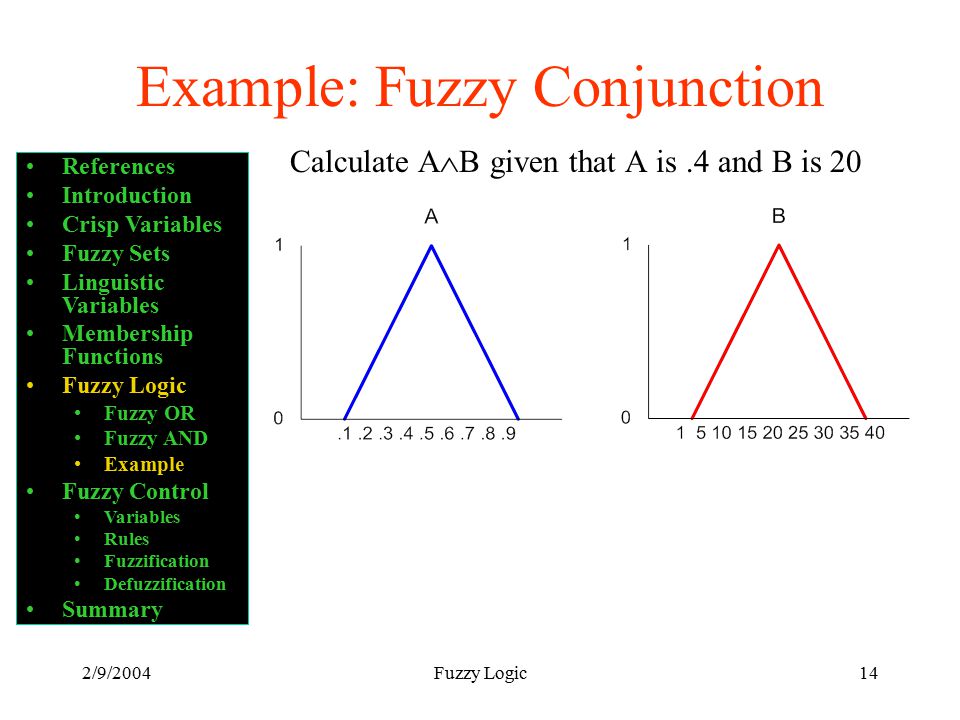 Example: Fuzzy Conjunction
• References
• Introduction
• Crisp Variables
• Fuzzy Sets
• Linguistic
Variables
• Membership
Functions
• Fuzzy Logic
• Fuzzy OR
• Fuzzy AND
• Example
• Fuzzy Control
• Variables
• Rules
• Fuzzification
• Defuzzification
• Summary
Calculate A∧B given that A is .4 and B is 20
A
1
0
.1 .2 .3 .4 .5 .6 .7 .8 .9
B
1
0
1 5 10 15 20 25 30 35 40
2/9/2004
Fuzzy Logic
14